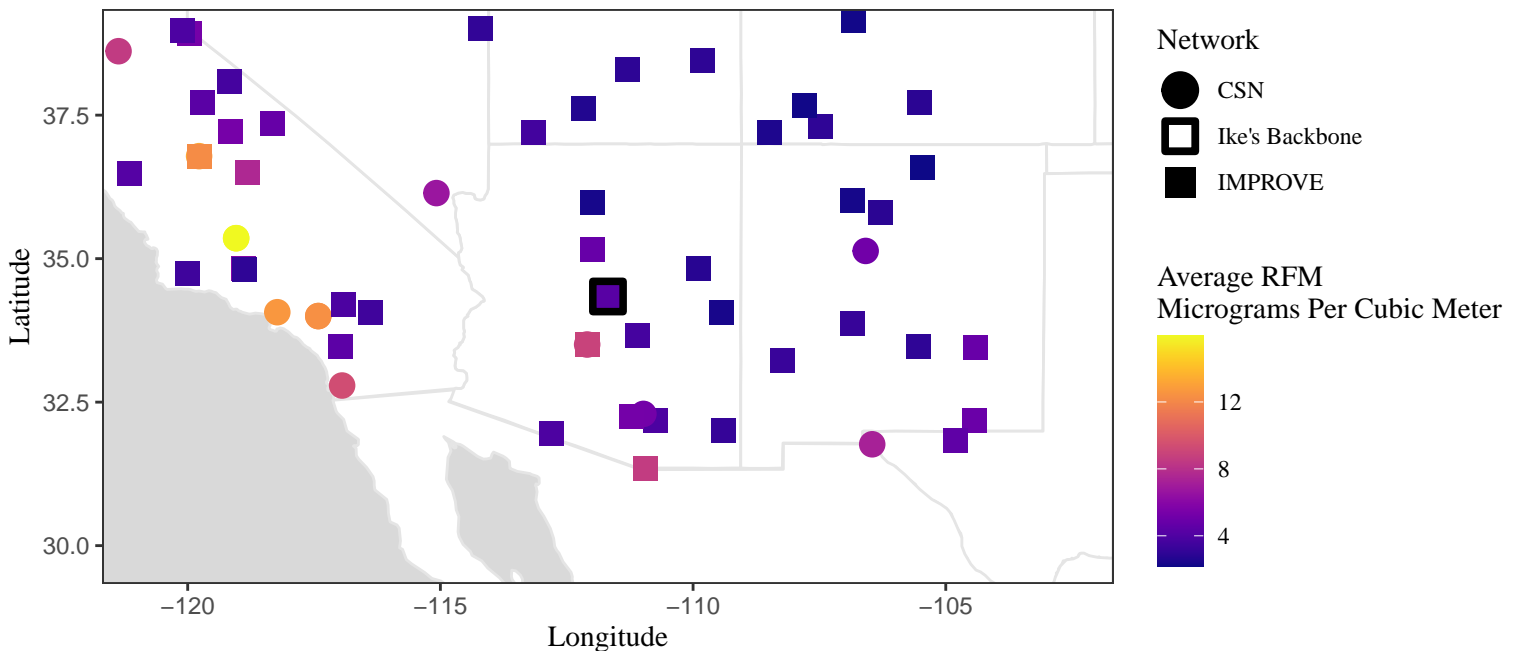 37.5
35.0
32.5
30.0
Latitude
−120
−115
−110
−105
Longitude
Network
CSN
Ike's Backbone
IMPROVE
Average RFM
Micrograms Per Cubic Meter
12
8
4